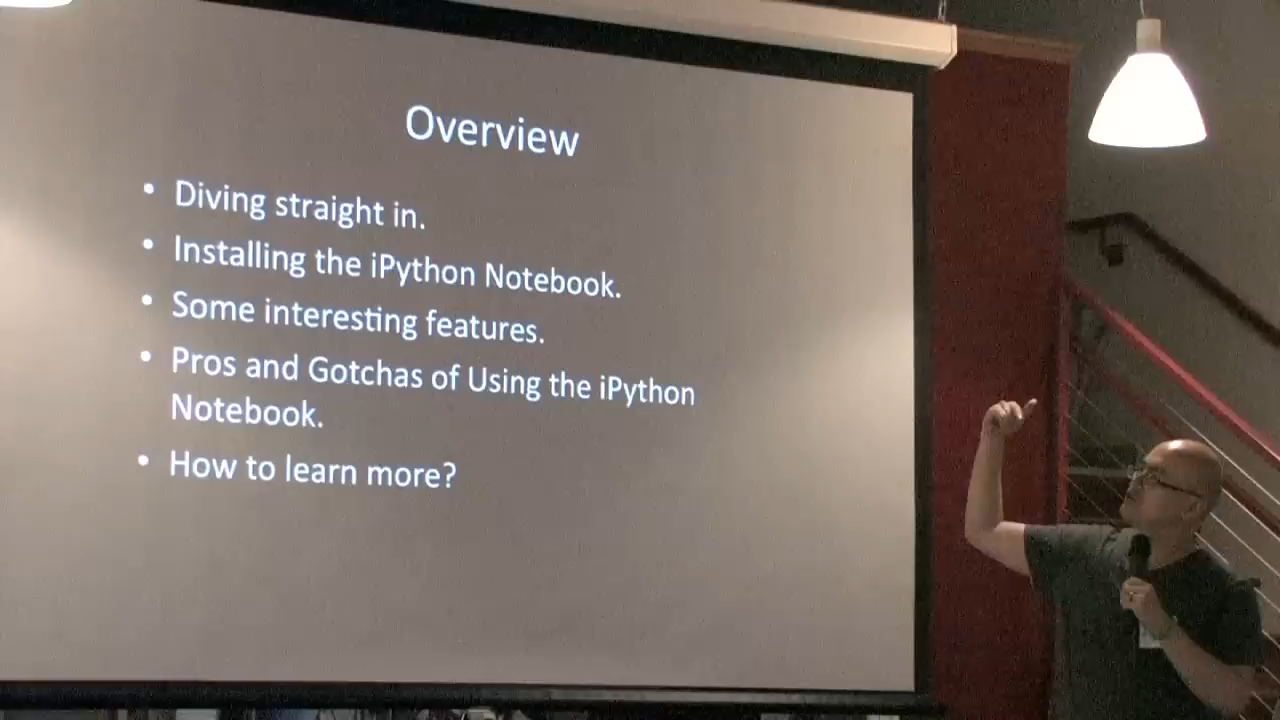 Overview
• Diving straight in.
• Installing the iPython Notebook.
• Some interesting features.
• Pros and Gotchas of Using the iPython
Notebook.
• How to learn more?